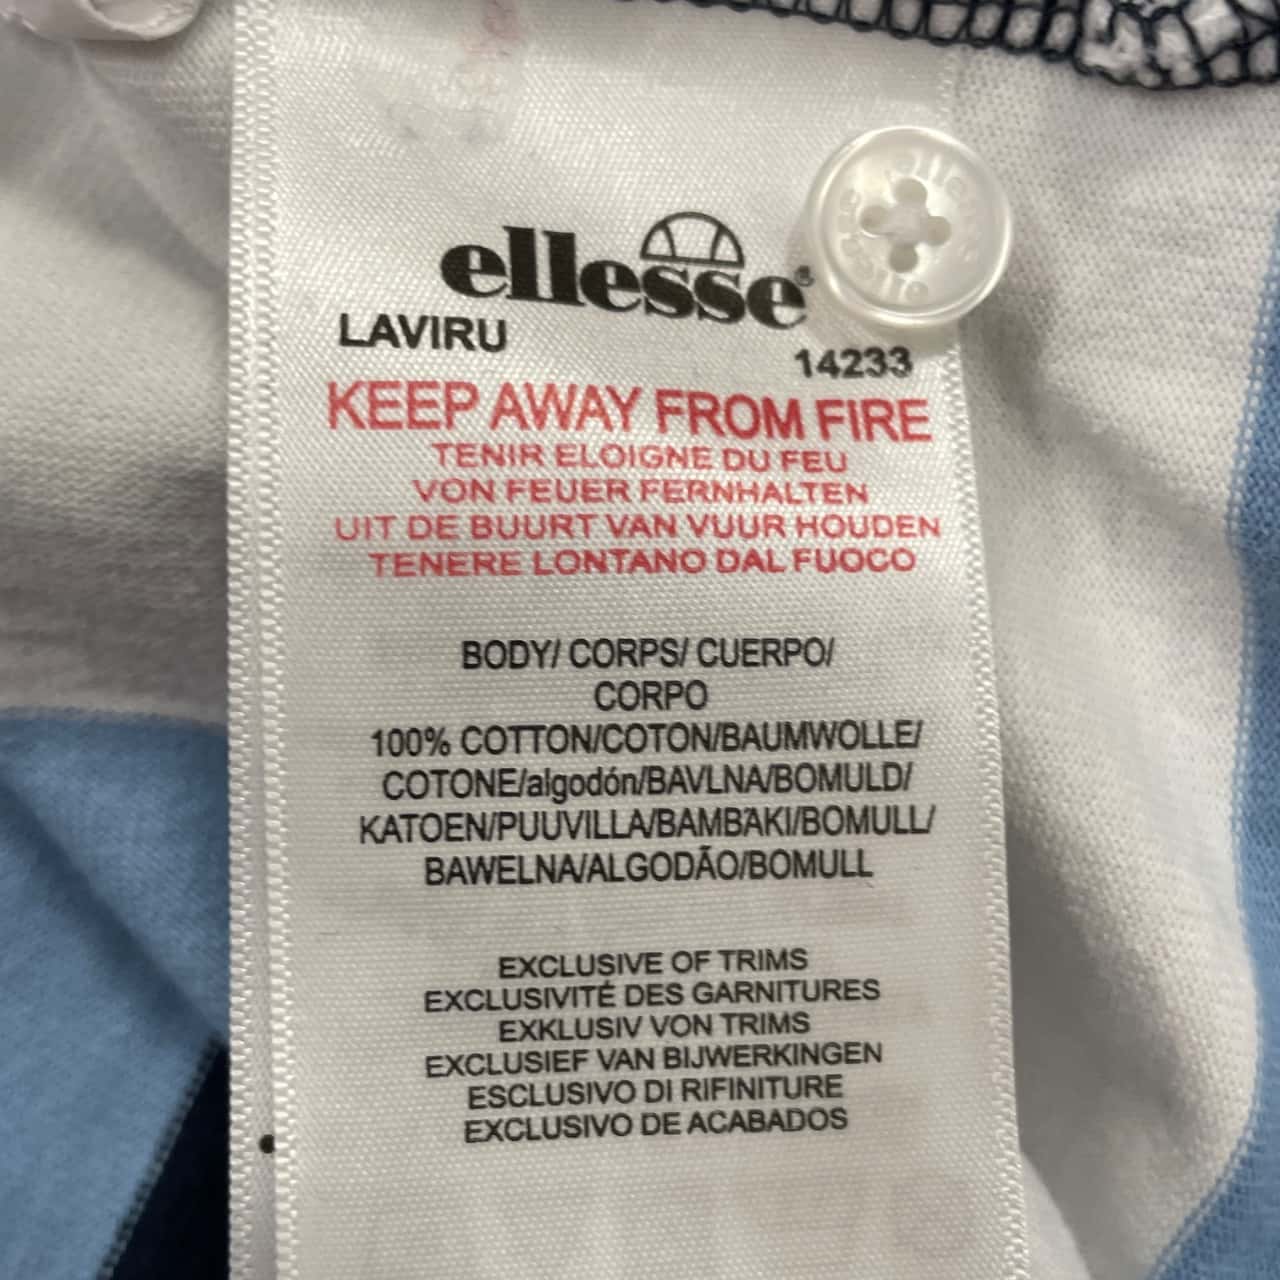 ellesse®
LAVIRU
14233
KEEP AWAY FROM FIRE
TENIR ELOIGNE DU FEU
VON FEUER FERNHALTEN
UIT DE BUURT VAN VUUR HOUDEN
TENERE LONTANO DAL FUOCO
BODY/ CORPS/ CUERPO/
CORPO
100% COTTON/COTON/BAUMWOLLE/
COTONE/algodón/BAVLNA/BOMULD/
KATOEN/PUUVILLA/BAMBAKI/BOMULL/
BAWELNA/ALGODÃO/BOMULL
EXCLUSIVE OF TRIMS
EXCLUSIVITÉ DES GARNITURES
EXKLUSIV VON TRIMS
EXCLUSIEF VAN BIJWERKINGEN
ESCLUSIVO DI RIFINITURE
EXCLUSIVO DE ACABADOS